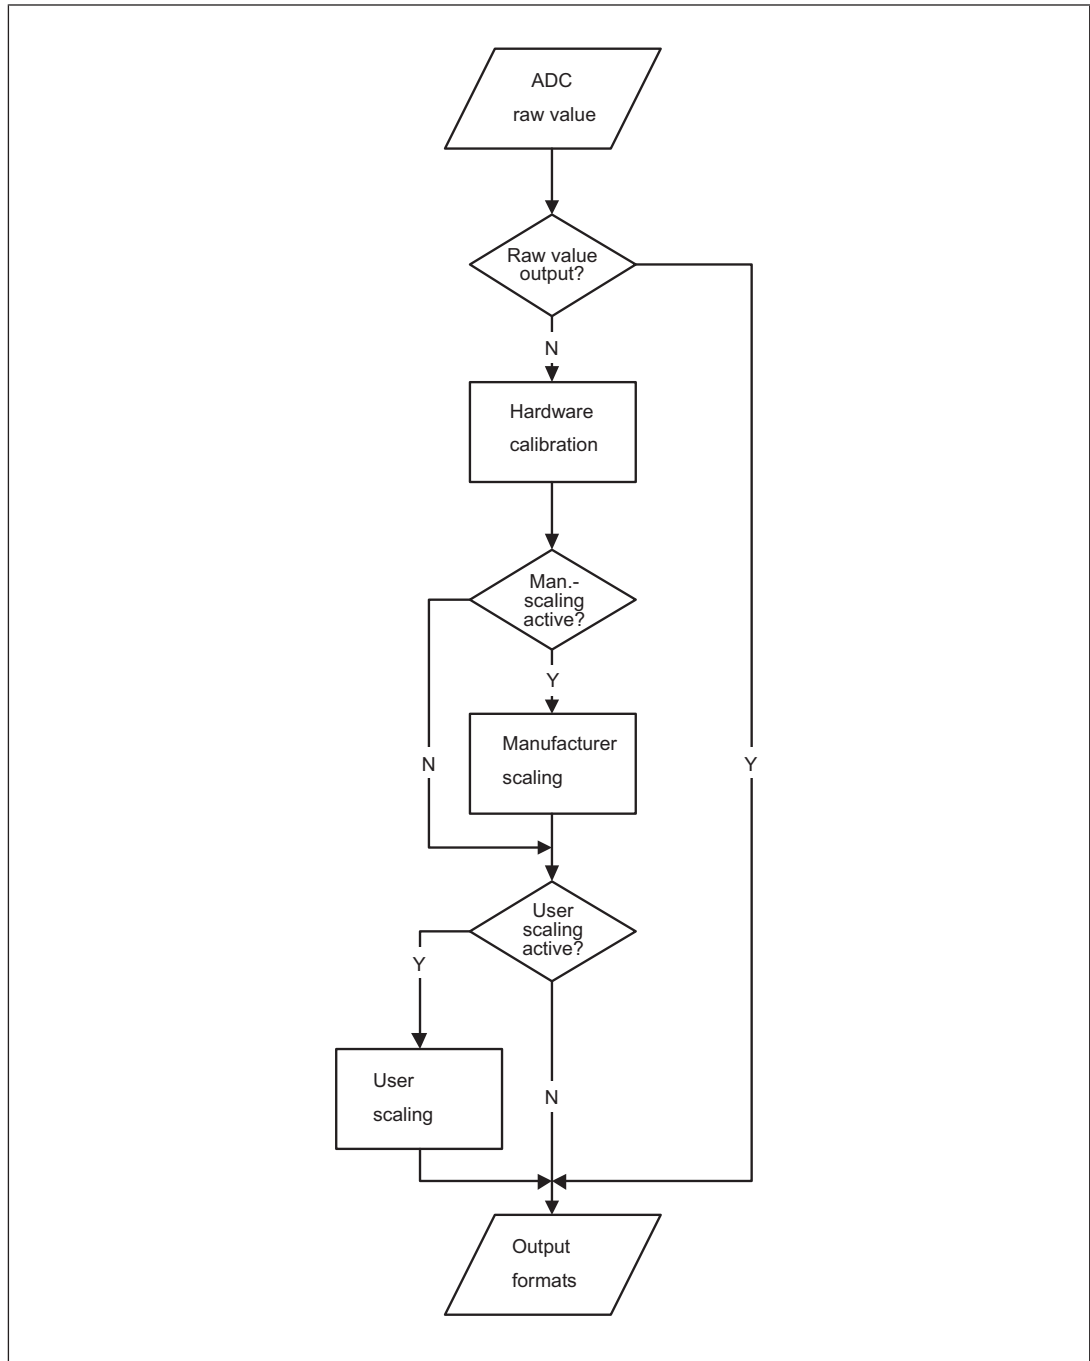 ADC
raw value
Raw value
output?
N
Hardware
calibration
Man.-
scaling
active?
Y
Manufacturer
scaling
N
Y
User
scaling
active?
Y
User
scaling
N
Output
formats